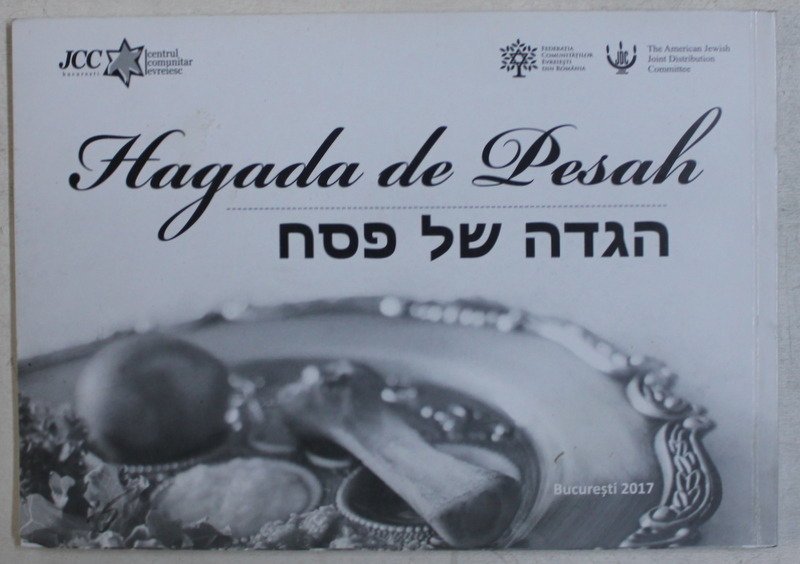 JCC
bucurești
centrul
comunitar
evreiesc
FEDERAȚIA
COMUNITĂȚILOR
EVREIEȘTI
DIN ROMÂNIA
JDC
The American Jewish
Joint Distribution
Committee
Hagada de Pesah
הגדה של פסח
București 2017